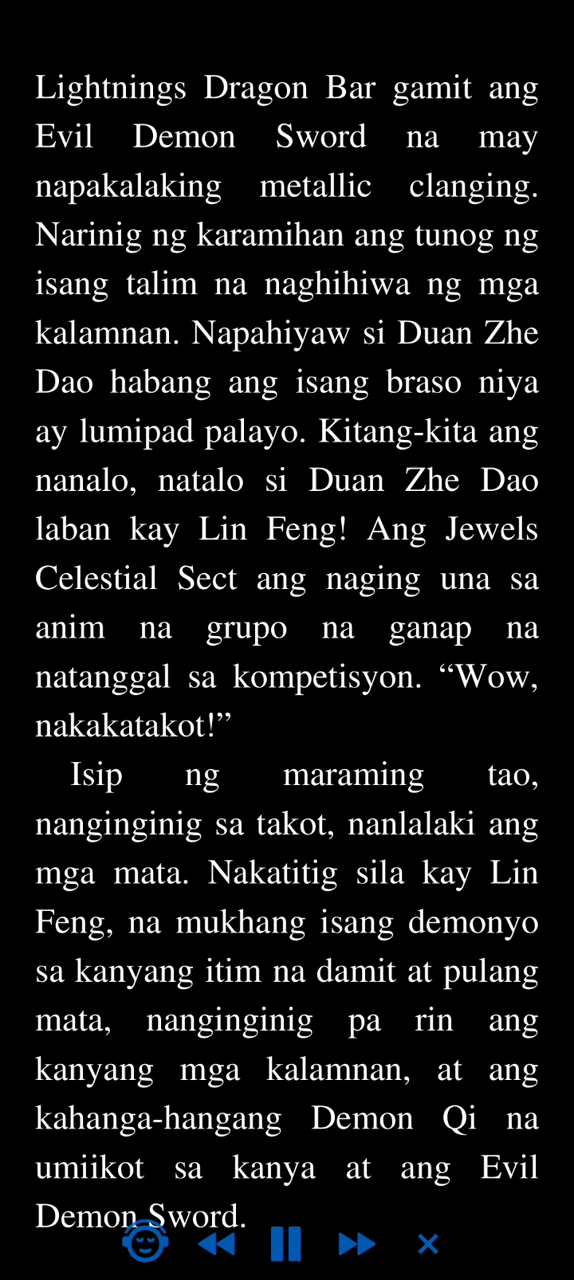 Lightnings Dragon Bar gamit ang
Evil Demon Sword na may
napakalaking metallic clanging.
Narinig ng karamihan ang tunog ng
isang talim na naghihiwa ng mga
kalamnan. Napahiyaw si Duan Zhe
Dao habang ang isang braso niya
ay lumipad palayo. Kitang-kita ang
nanalo, natalo si Duan Zhe Dao
laban kay Lin Feng! Ang Jewels
Celestial Sect ang naging una sa
anim na grupo na ganap na
natanggal sa kompetisyon. “Wow,
nakakatakot!”
Isip ng maraming tao,
nanginginig sa takot, nanlalaki ang
mga mata. Nakatitig sila kay Lin
Feng, na mukhang isang demonyo
sa kanyang itim na damit at pulang
mata, nanginginig pa rin ang
kanyang mga kalamnan, at ang
kahanga-hangang Demon Qi na
umiikot sa kanya at ang Evil
Demon Sword.